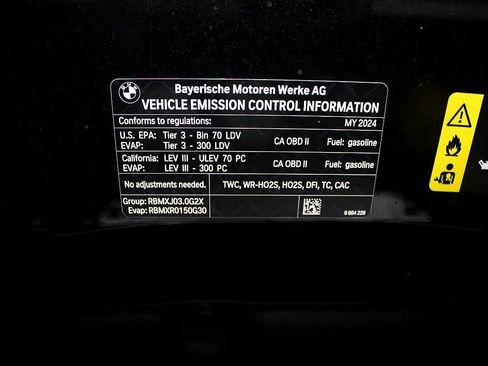 BMW
Bayerische Motoren Werke AG
VEHICLE EMISSION CONTROL INFORMATION
Conforms to regulations: MY 2024
U.S. EPA: Tier 3 - Bin 70 LDV CA OBD II Fuel: gasoline
EVAP: Tier 3 - 300 LDV
California: LEV III - ULEV 70 PC CA OBD II Fuel: gasoline
EVAP: LEV III - 300 PC
No adjustments needed. TWC, WR-HO2S, HO2S, DFI, TC, CAC
Group: RBMXJ03.0G2X
Evap: RBMXR0150G30 8 864 229